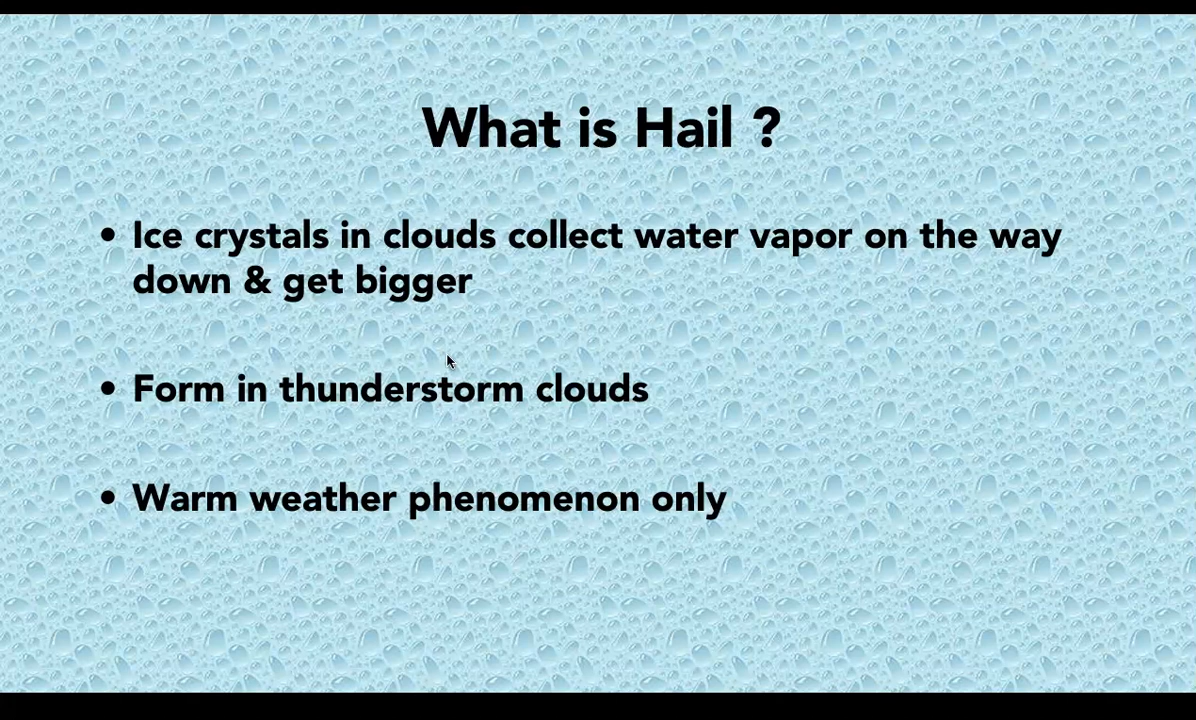 What is Hail ?
• Ice crystals in clouds collect water vapor on the way
down & get bigger
• Form in thunderstorm clouds
• Warm weather phenomenon only